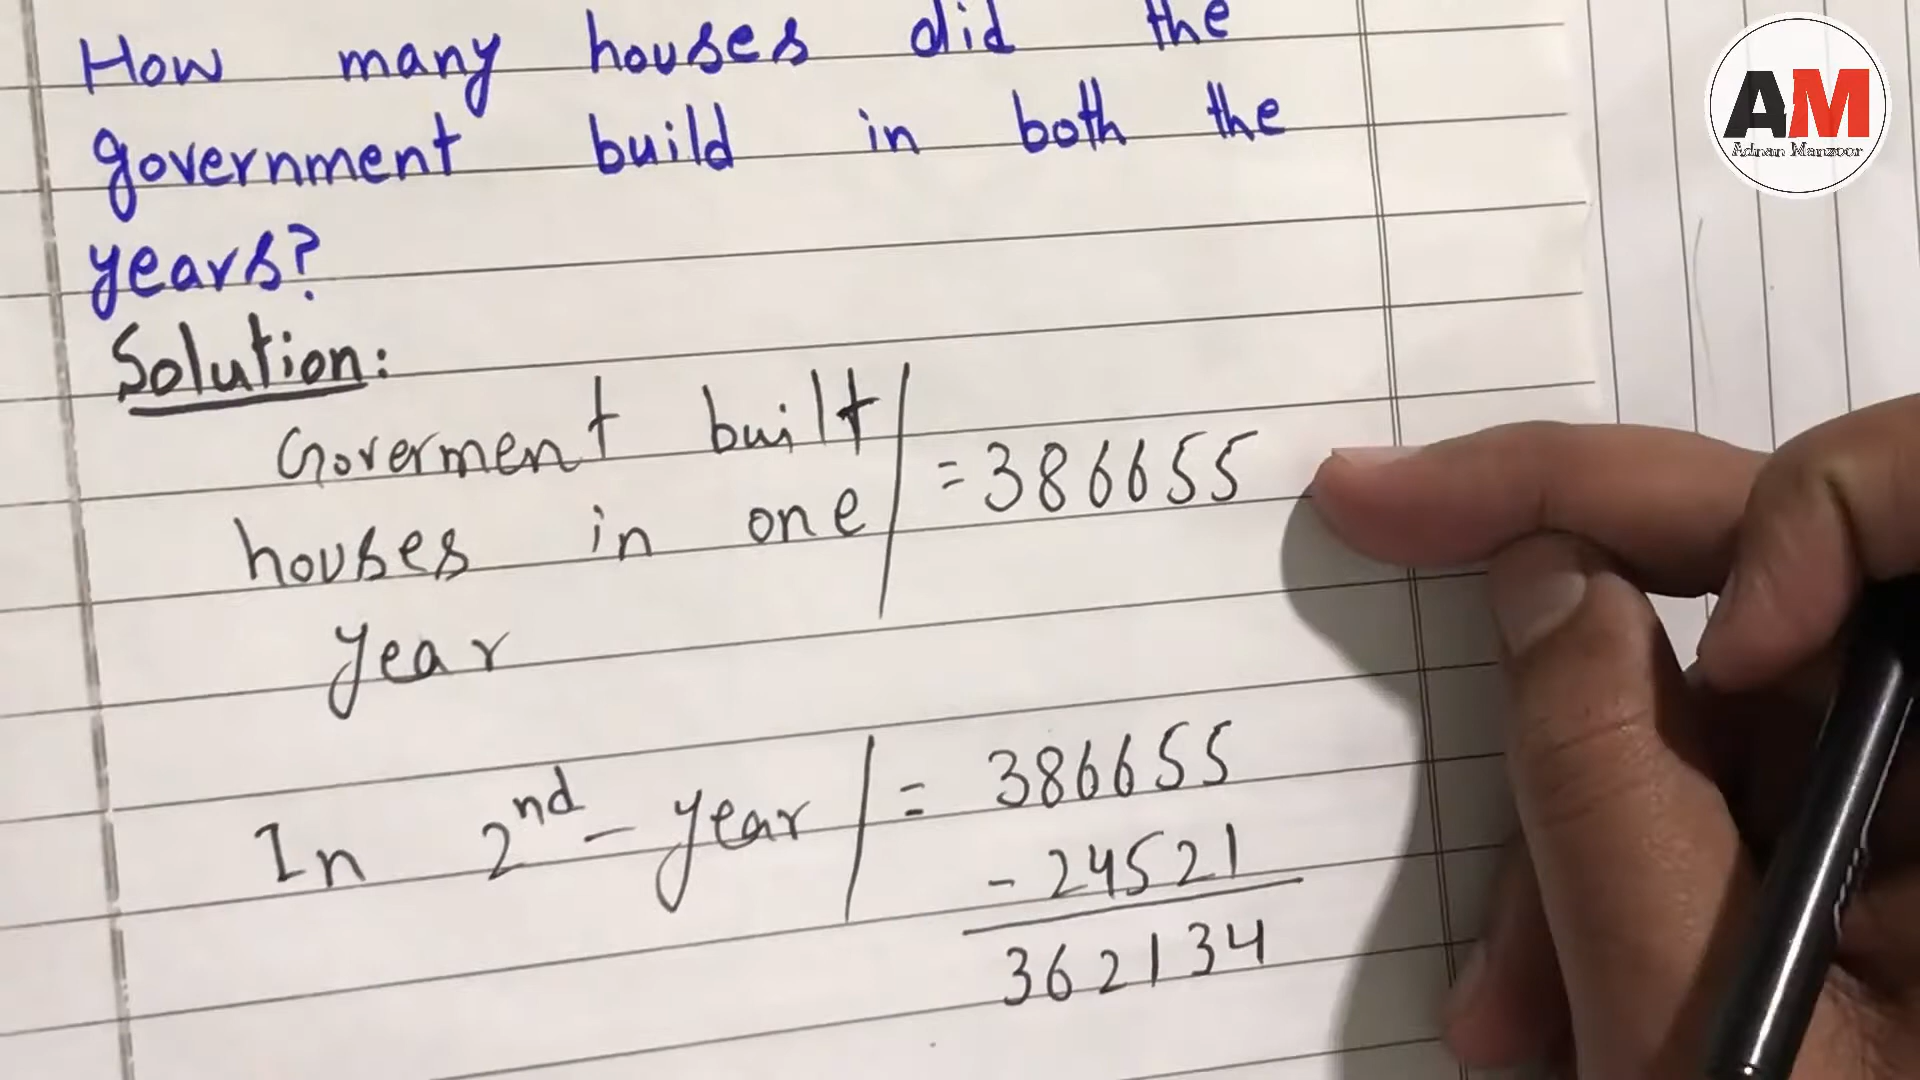 How many houses did the
government build in both the
years?
Solution:
Goverment built
houses in one
year
= 386655
In 2nd - year = 386655
- 24521
362134
AM
Adnan Manzoor